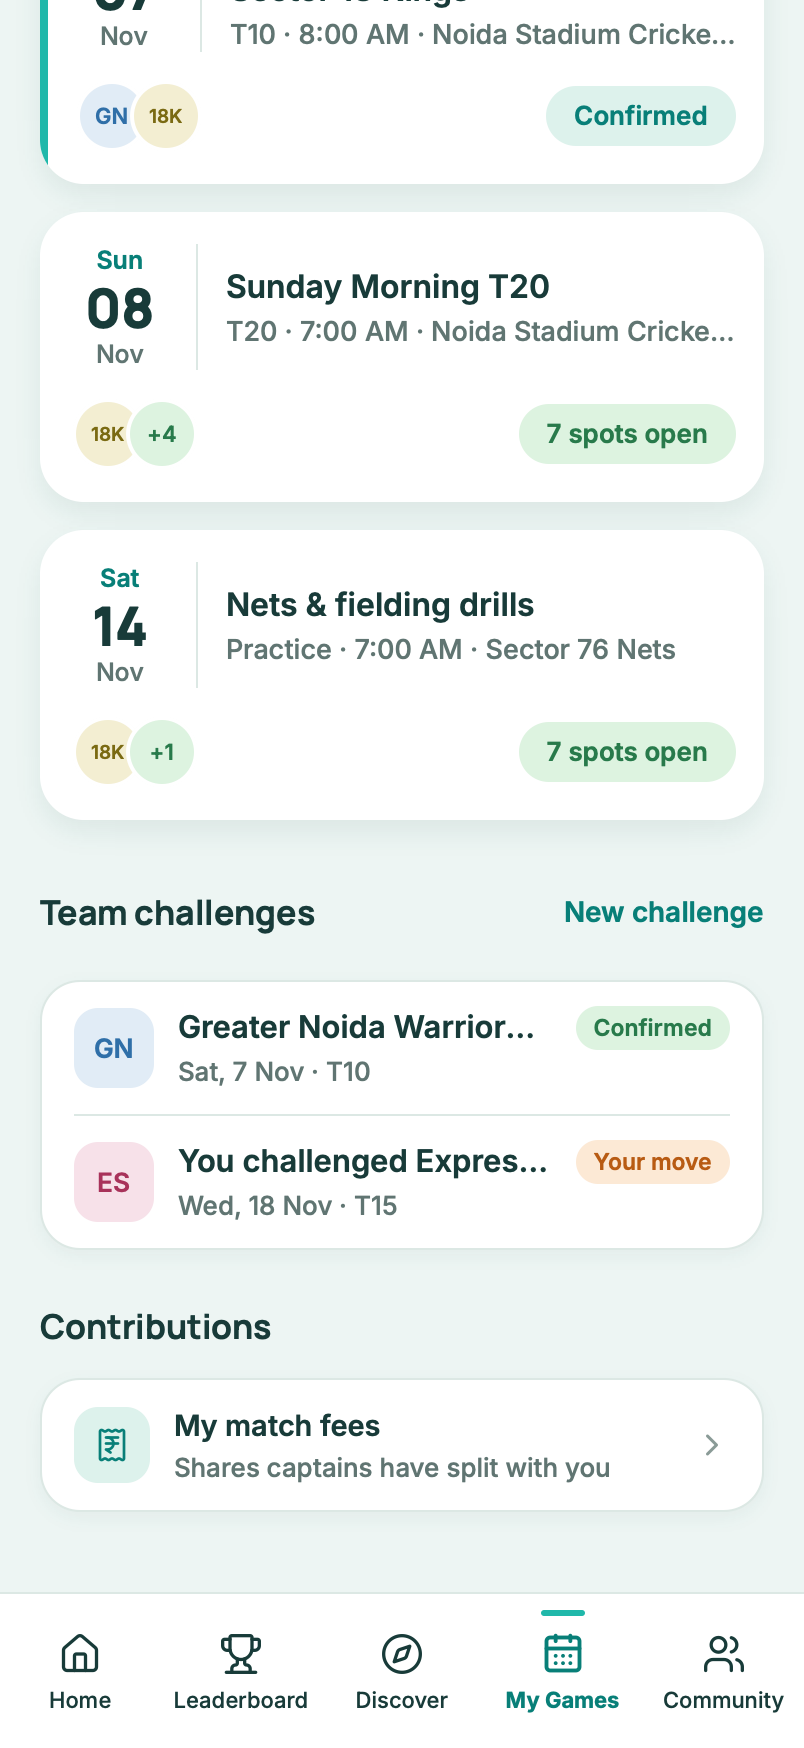 Nov
T10 · 8:00 AM · Noida Stadium Cricke...
GN
18K
Confirmed
Sun
08
Nov
Sunday Morning T20
T20 · 7:00 AM · Noida Stadium Cricke...
18K
+4
7 spots open
Sat
14
Nov
Nets & fielding drills
Practice · 7:00 AM · Sector 76 Nets
18K
+1
7 spots open
Team challenges
New challenge
GN
Greater Noida Warrior...
Confirmed
Sat, 7 Nov · T10
ES
You challenged Expres...
Your move
Wed, 18 Nov · T15
Contributions
My match fees
Shares captains have split with you
Home
Leaderboard
Discover
My Games
Community